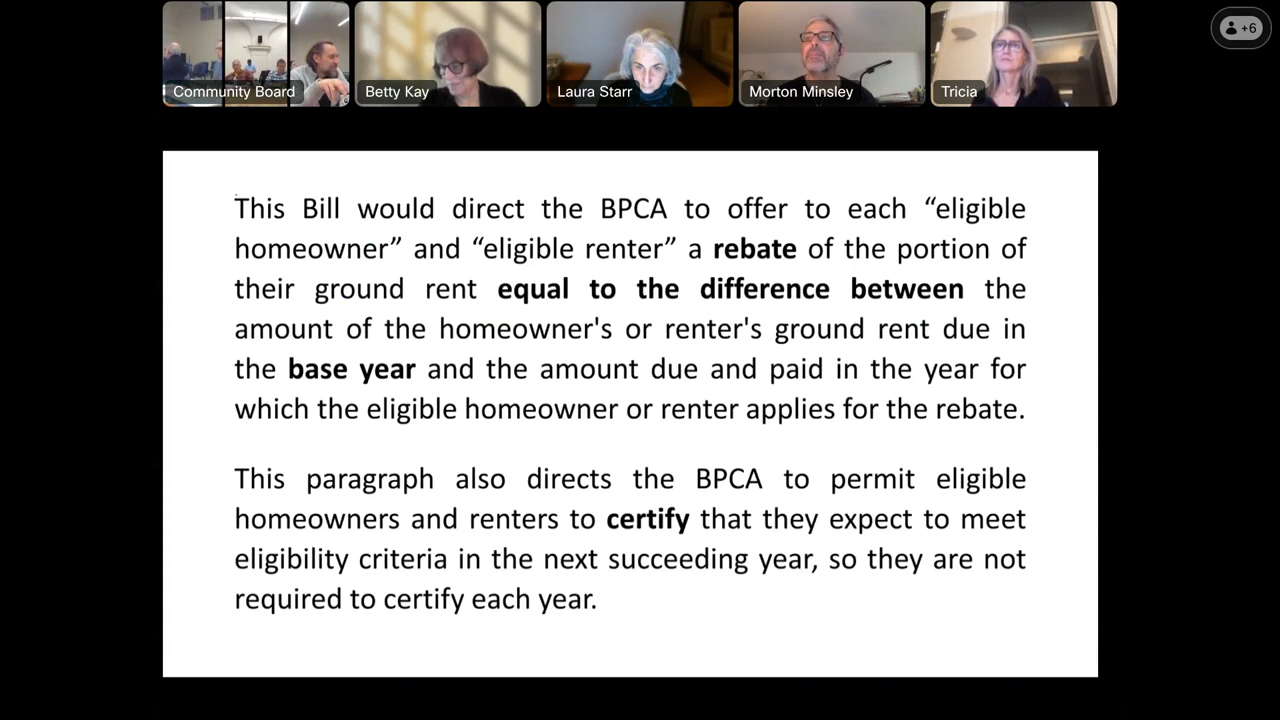 Community Board
Betty Kay
Laura Starr
Morton Minsley
Tricia
+6
This Bill would direct the BPCA to offer to each “eligible
homeowner” and “eligible renter” a rebate of the portion of
their ground rent equal to the difference between the
amount of the homeowner's or renter's ground rent due in
the base year and the amount due and paid in the year for
which the eligible homeowner or renter applies for the rebate.
This paragraph also directs the BPCA to permit eligible
homeowners and renters to certify that they expect to meet
eligibility criteria in the next succeeding year, so they are not
required to certify each year.